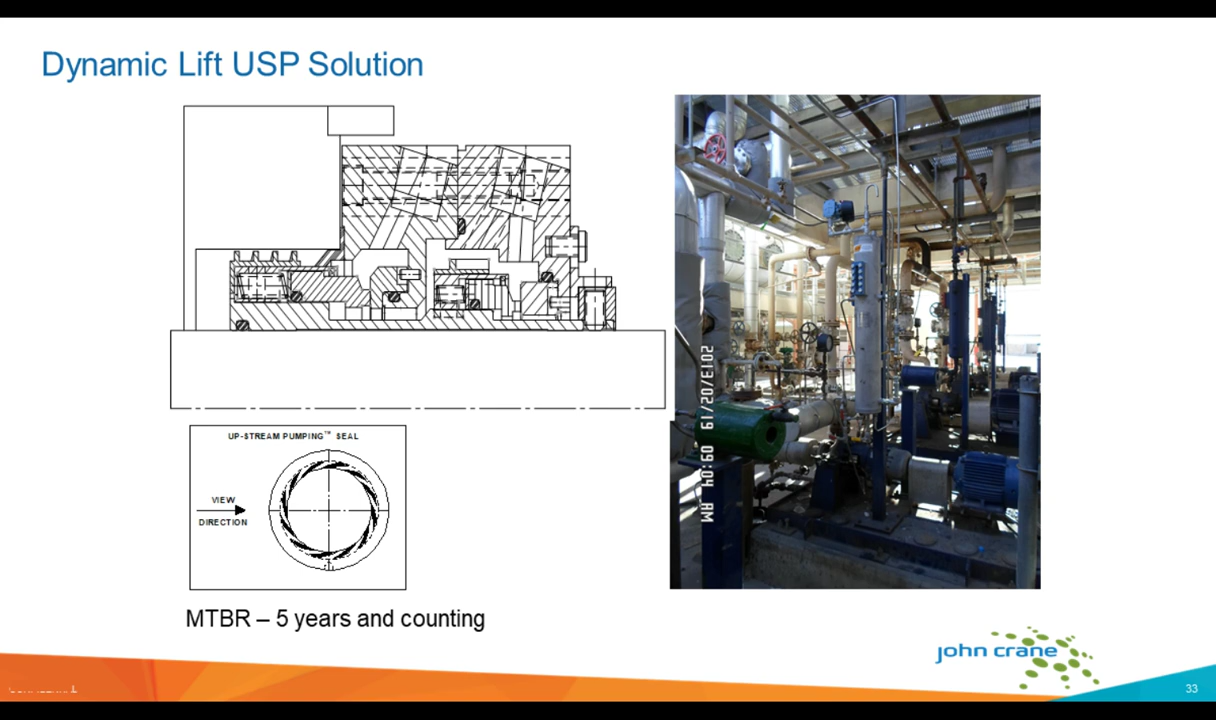 Dynamic Lift USP Solution
UP-STREAM PUMPING™ SEAL
VIEW
DIRECTION
2013/02/19 09:04 AM
MTBR – 5 years and counting
john crane
33